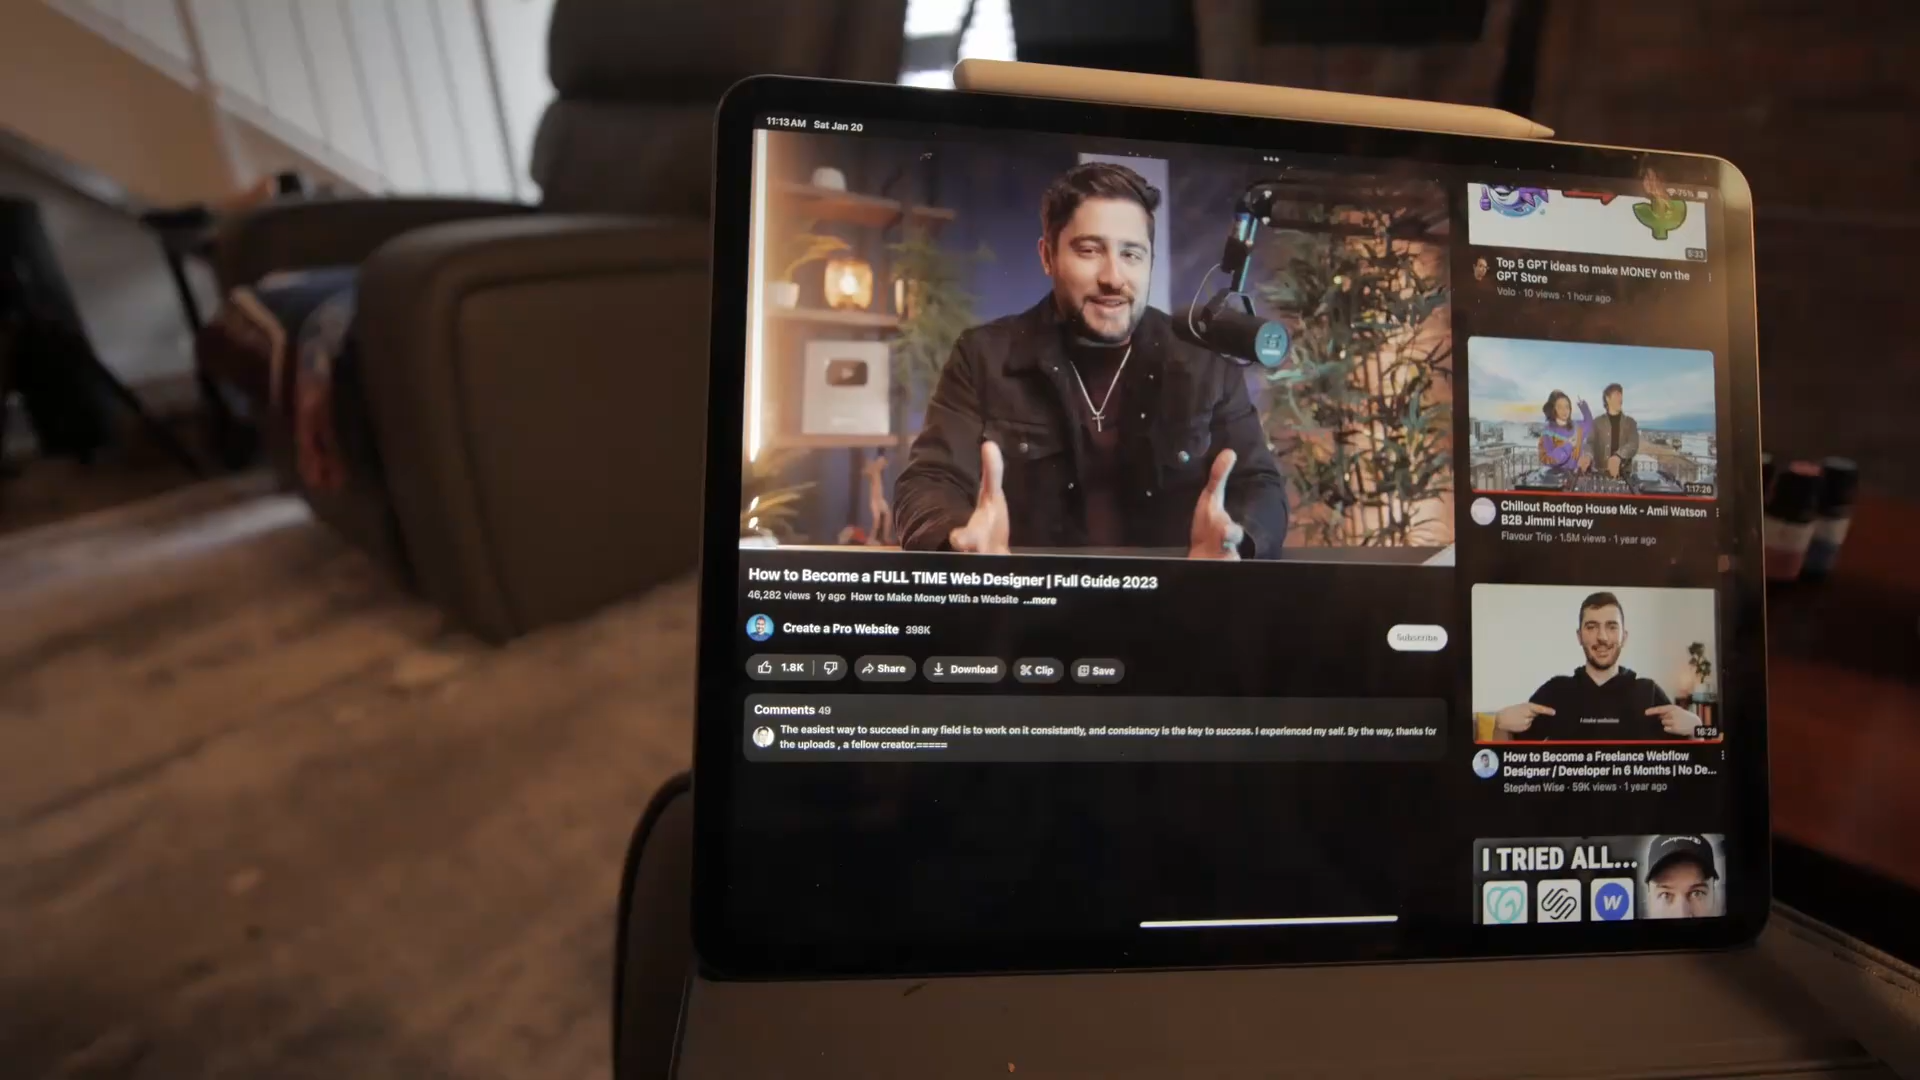 11:13 AM Sat Jan 20
75%
How to Become a FULL TIME Web Designer | Full Guide 2023
46,282 views 1y ago How to Make Money With a Website ...more
Create a Pro Website 398K
Subscribe
1.8K
Share
Download
Clip
Save
Comments 49
The easiest way to succeed in any field is to work on it consistantly, and consistancy is the key to success. I experienced my self. By the way, thanks for
the uploads , a fellow creator.=====
5:33
Top 5 GPT ideas to make MONEY on the
GPT Store
Volo · 10 views · 1 hour ago
1:17:26
Chillout Rooftop House Mix - Amii Watson
B2B Jimmi Harvey
Flavour Trip · 1.5M views · 1 year ago
I make websites
16:28
How to Become a Freelance Webflow
Designer / Developer in 6 Months | No De...
Stephen Wise · 59K views · 1 year ago
I TRIED ALL...
W